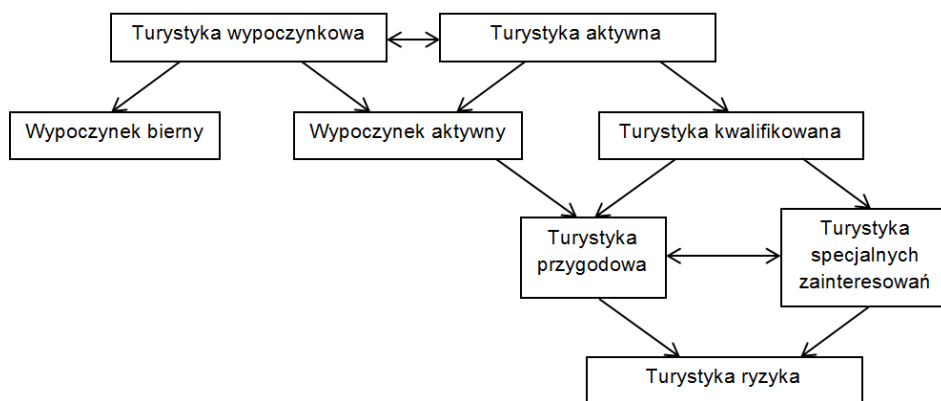 Turystyka wypoczynkowa
Turystyka aktywna
Wypoczynek bierny
Wypoczynek aktywny
Turystyka kwalifikowana
Turystyka
przygodowa
Turystyka
specjalnych
zainteresowań
Turystyka ryzyka